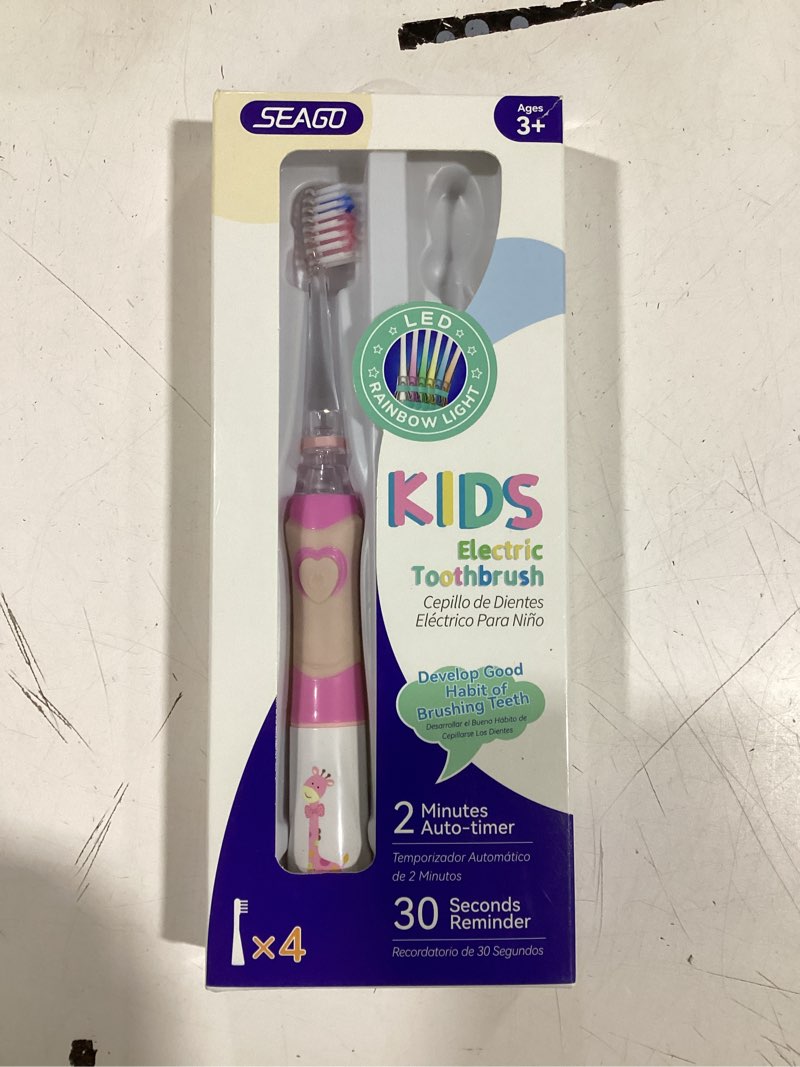 SEAGO
Ages
3+
LED
RAINBOW LIGHT
KIDS
Electric
Toothbrush
Cepillo de Dientes
Eléctrico Para Niño
Develop Good
Habit of
Brushing Teeth
Desarrollar el Buena Hábito de
Cepillarse Los Dientes
2 Minutes
Auto-timer
Temporizador Automático
de 2 Minutos
30 Seconds
Reminder
Recordatorio de 30 Segundos
×4